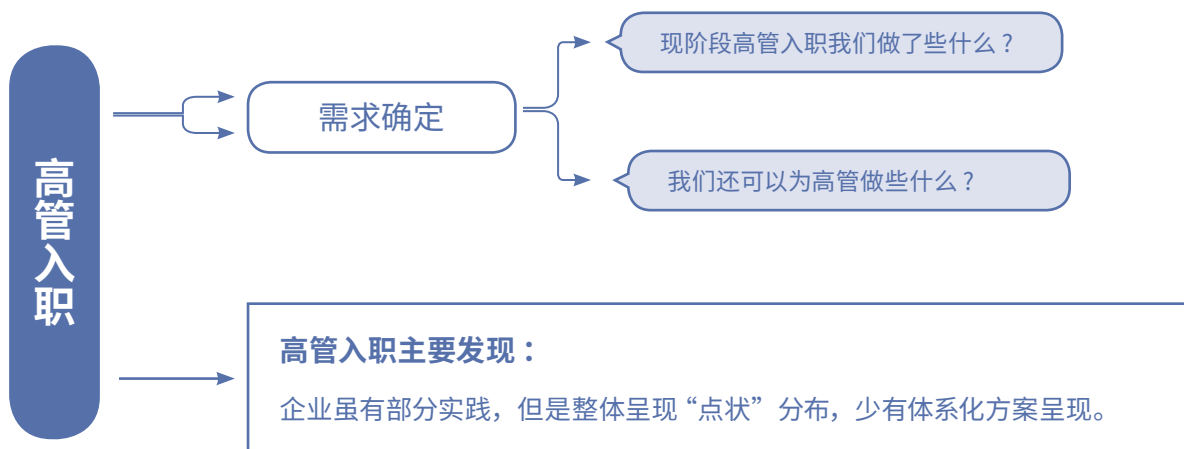 高管入职
需求确定
现阶段高管入职我们做了些什么？
我们还可以为高管做些什么？
高管入职主要发现：
企业虽有部分实践，但是整体呈现“点状”分布，少有体系化方案呈现。